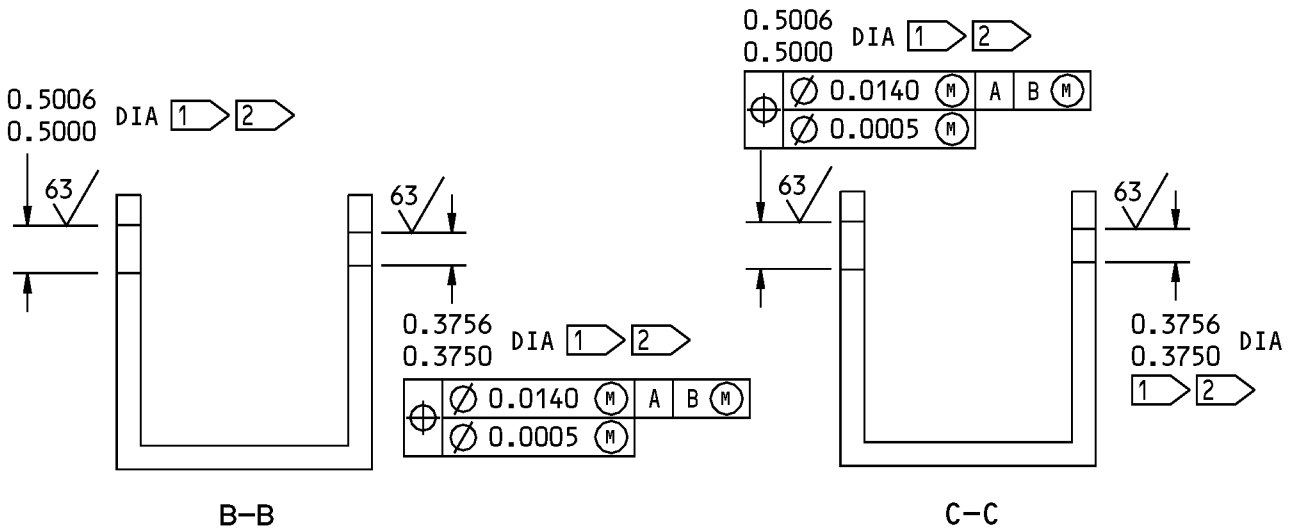 0.5006
0.5000 DIA 1 2
63
63
0.3756
0.3750 DIA 1 2
⌖ ⌀ 0.0140 Ⓜ A B Ⓜ
⌀ 0.0005 Ⓜ
B-B
0.5006
0.5000 DIA 1 2
⌖ ⌀ 0.0140 Ⓜ A B Ⓜ
⌀ 0.0005 Ⓜ
63
63
0.3756
0.3750 DIA
1 2
C-C